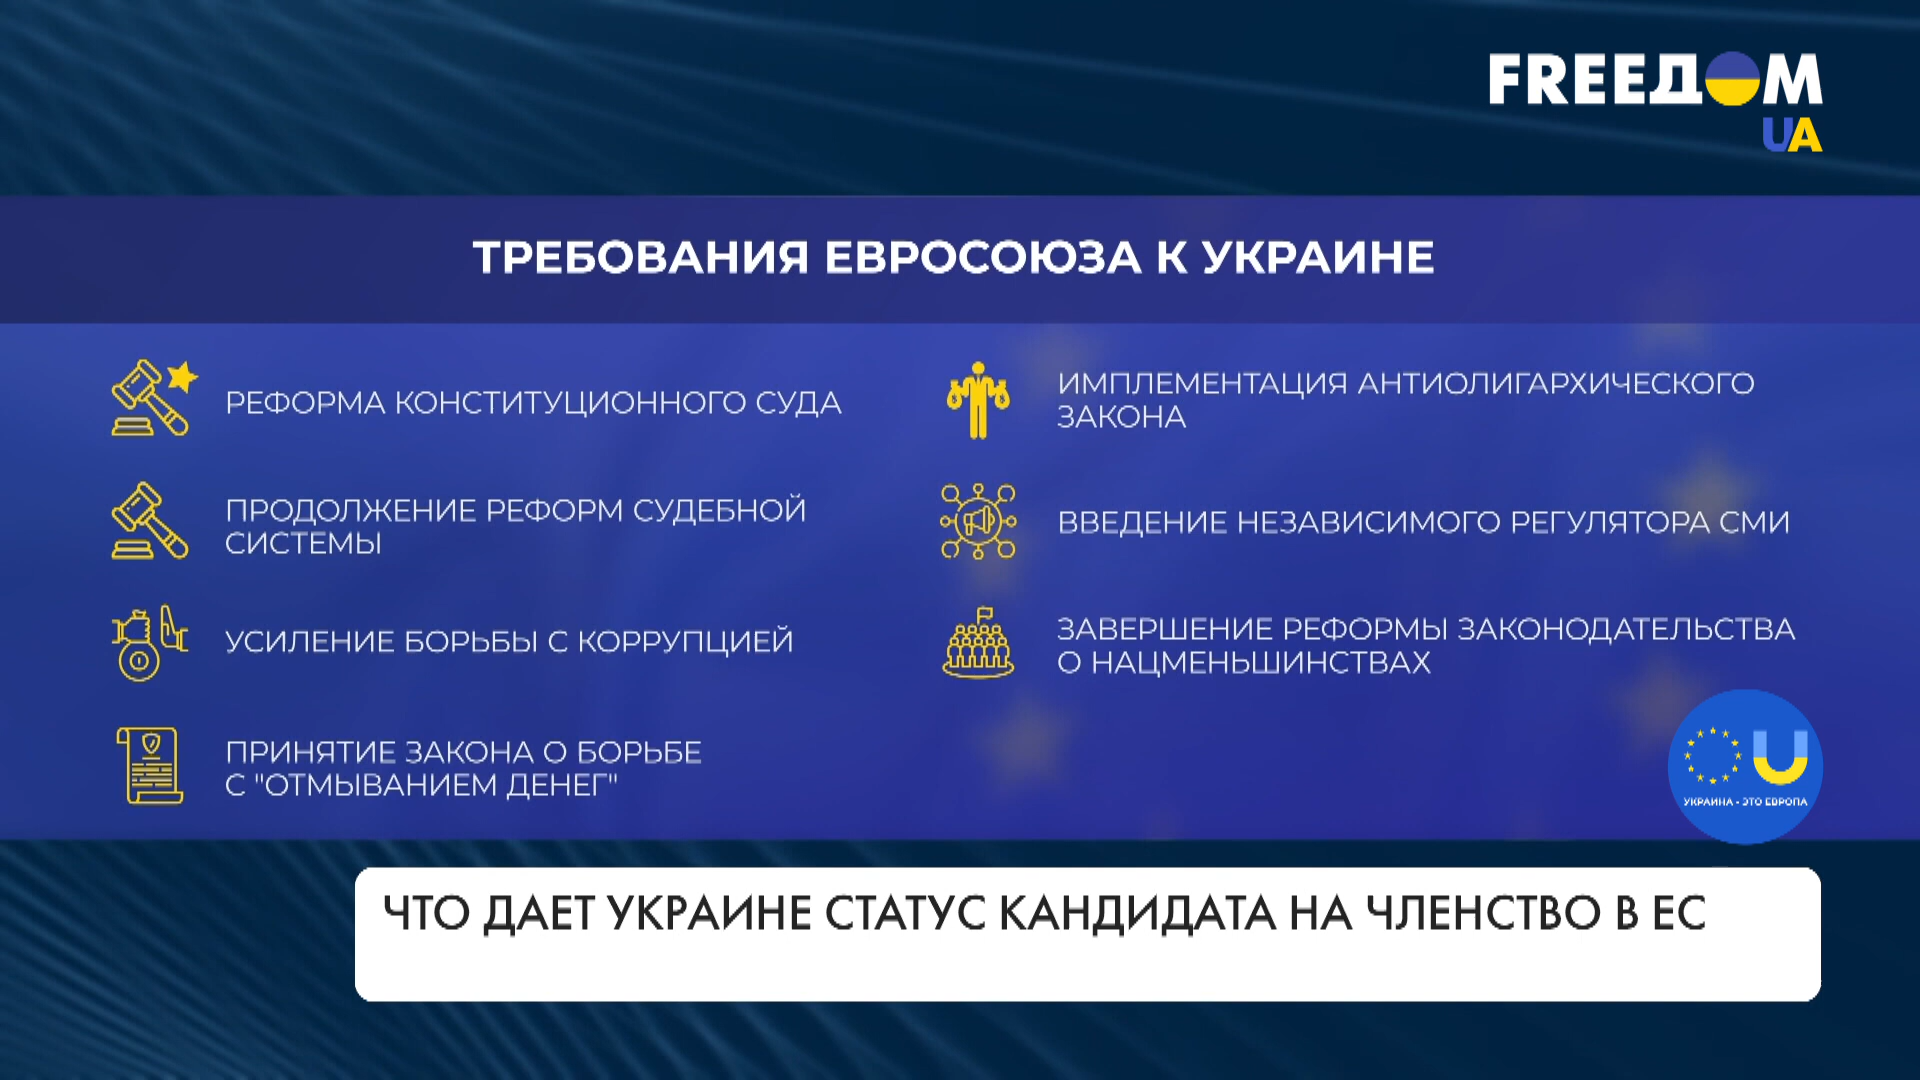 FREEДOM
UA
ТРЕБОВАНИЯ ЕВРОСОЮЗА К УКРАИНЕ
РЕФОРМА КОНСТИТУЦИОННОГО СУДА
ПРОДОЛЖЕНИЕ РЕФОРМ СУДЕБНОЙ
СИСТЕМЫ
УСИЛЕНИЕ БОРЬБЫ С КОРРУПЦИЕЙ
ПРИНЯТИЕ ЗАКОНА О БОРЬБЕ
С "ОТМЫВАНИЕМ ДЕНЕГ"
ИМПЛЕМЕНТАЦИЯ АНТИОЛИГАРХИЧЕСКОГО
ЗАКОНА
ВВЕДЕНИЕ НЕЗАВИСИМОГО РЕГУЛЯТОРА СМИ
ЗАВЕРШЕНИЕ РЕФОРМЫ ЗАКОНОДАТЕЛЬСТВА
О НАЦМЕНЬШИНСТВАХ
U
УКРАИНА - ЭТО ЕВРОПА
ЧТО ДАЕТ УКРАИНЕ СТАТУС КАНДИДАТА НА ЧЛЕНСТВО В ЕС